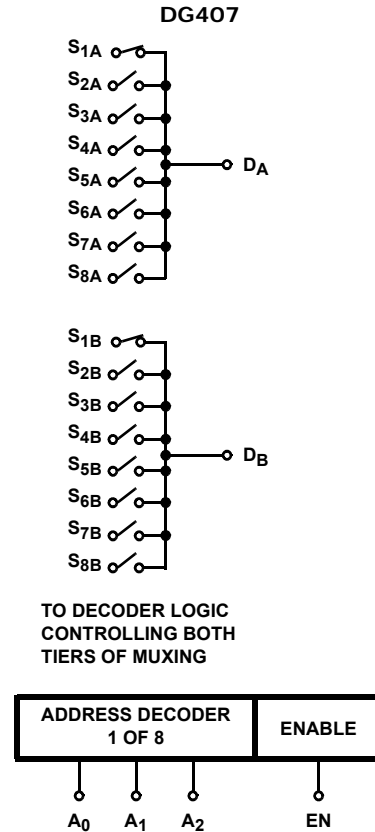 DG407
S1A
S2A
S3A
S4A
S5A
S6A
S7A
S8A
DA
S1B
S2B
S3B
S4B
S5B
S6B
S7B
S8B
DB
TO DECODER LOGIC
CONTROLLING BOTH
TIERS OF MUXING
ADDRESS DECODER
1 OF 8
ENABLE
A0 A1 A2 EN